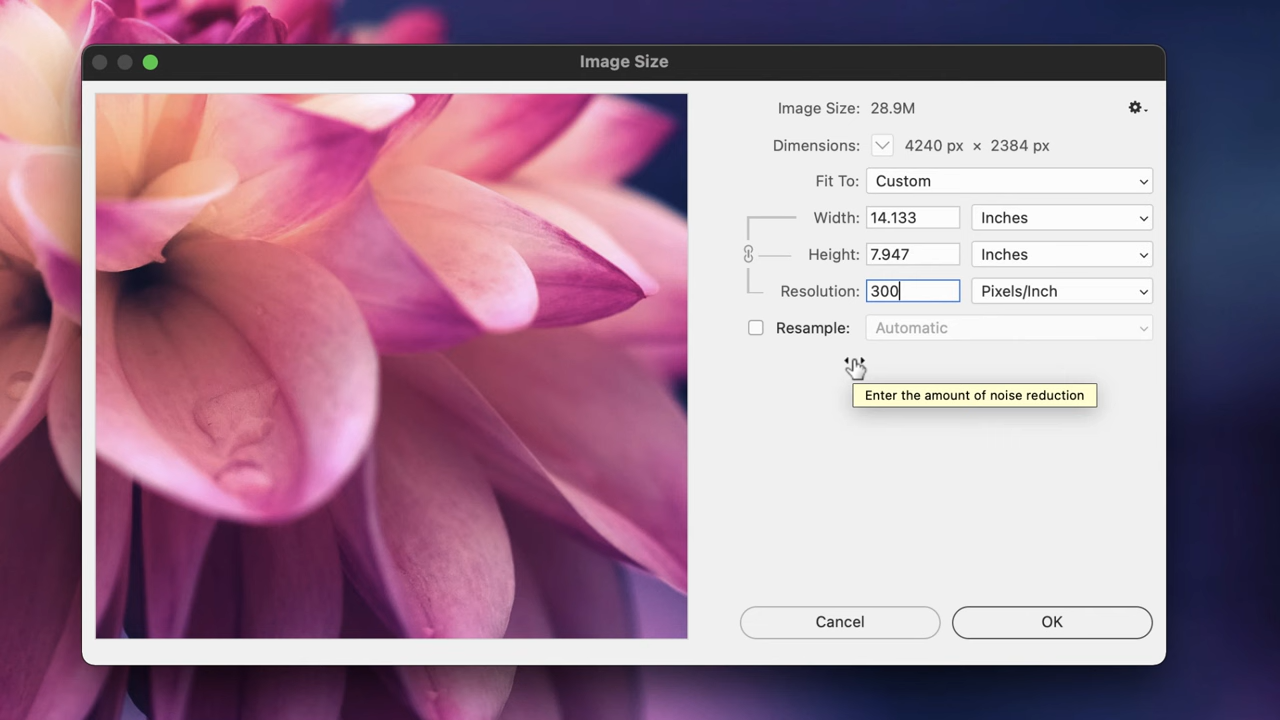 Image Size
Image Size: 28.9M
Dimensions: 4240 px × 2384 px
Fit To: Custom
Width: 14.133 Inches
Height: 7.947 Inches
Resolution: 300 Pixels/Inch
Resample: Automatic
Enter the amount of noise reduction
Cancel OK